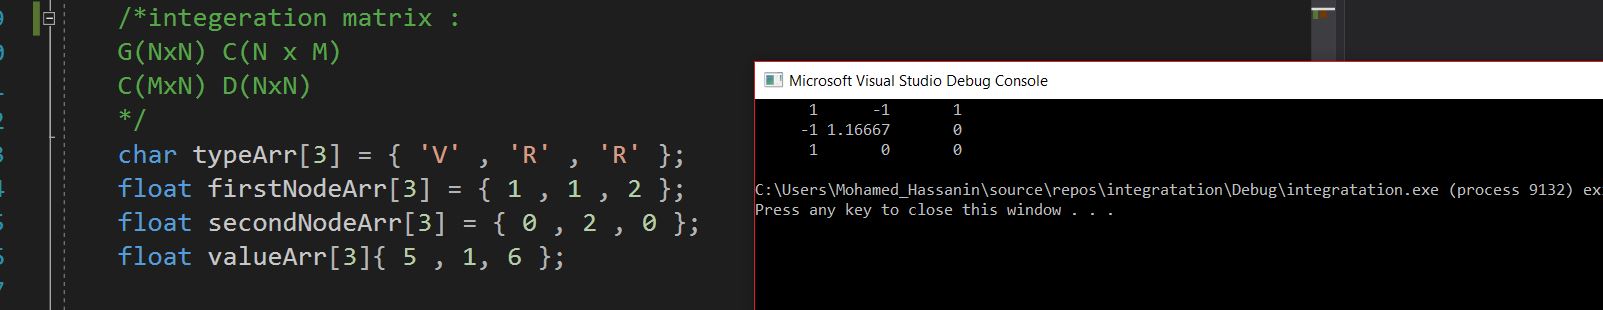 /*integeration matrix :
G(NxN) C(N x M)
C(MxN) D(NxN)
*/
char typeArr[3] = { 'V' , 'R' , 'R' };
float firstNodeArr[3] = { 1 , 1 , 2 };
float secondNodeArr[3] = { 0 , 2 , 0 };
float valueArr[3]{ 5 , 1, 6 };
Microsoft Visual Studio Debug Console
1 -1 1
-1 1.16667 0
1 0 0
C:\Users\Mohamed_Hassanin\source\repos\integratation\Debug\integratation.exe (process 9132) ex
Press any key to close this window . . .